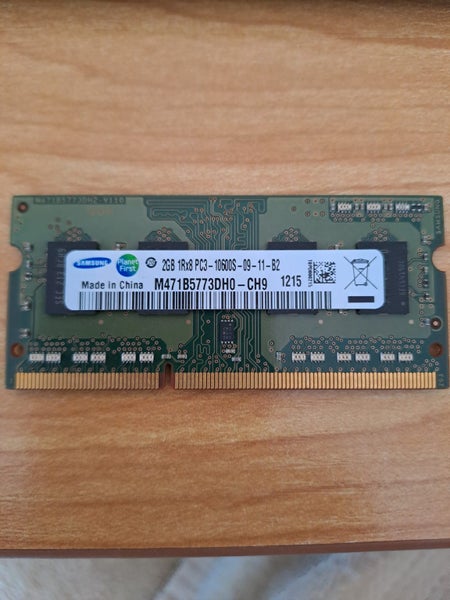 SAMSUNG
Planet
First
2GB 1Rx8 PC3-10600S-09-11-B2
Made in China
M471B5773DH0-CH9
1215